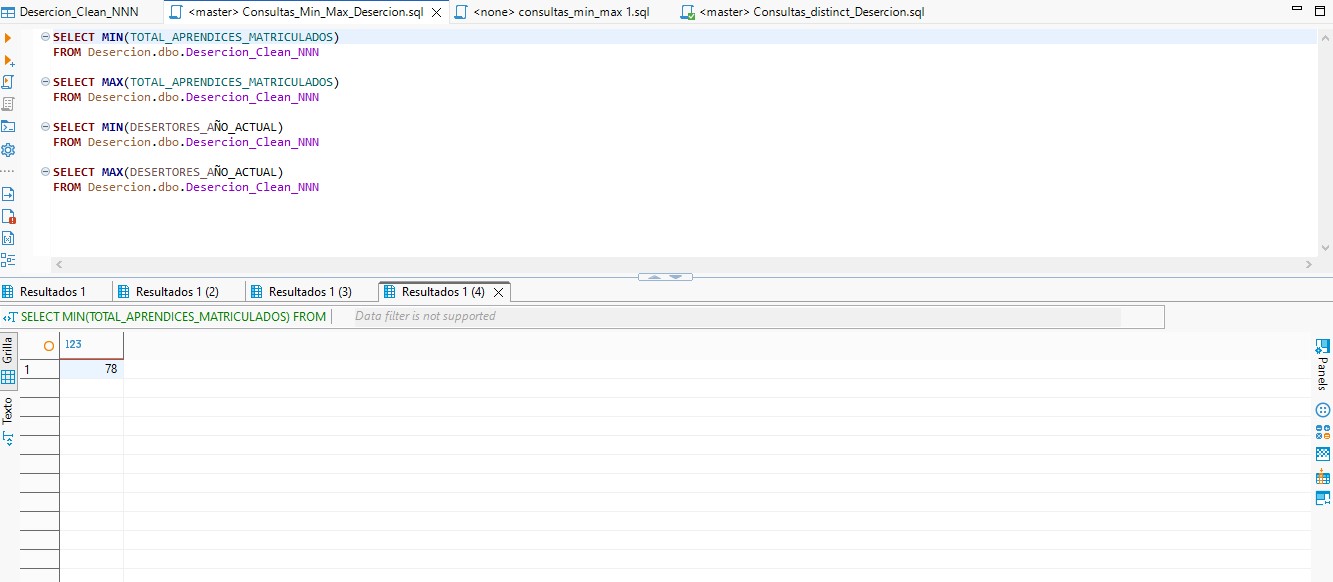 Desercion_Clean_NNN
<master> Consultas_Min_Max_Desercion.sql
<none> consultas_min_max 1.sql
<master> Consultas_distinct_Desercion.sql
SELECT MIN(TOTAL_APRENDICES_MATRICULADOS)
FROM Desercion.dbo.Desercion_Clean_NNN
SELECT MAX(TOTAL_APRENDICES_MATRICULADOS)
FROM Desercion.dbo.Desercion_Clean_NNN
SELECT MIN(DESERTORES_AÑO_ACTUAL)
FROM Desercion.dbo.Desercion_Clean_NNN
SELECT MAX(DESERTORES_AÑO_ACTUAL)
FROM Desercion.dbo.Desercion_Clean_NNN
Resultados 1
Resultados 1 (2)
Resultados 1 (3)
Resultados 1 (4)
SELECT MIN(TOTAL_APRENDICES_MATRICULADOS) FROM
Data filter is not supported
Grilla
Texto
123
1
78
Panels